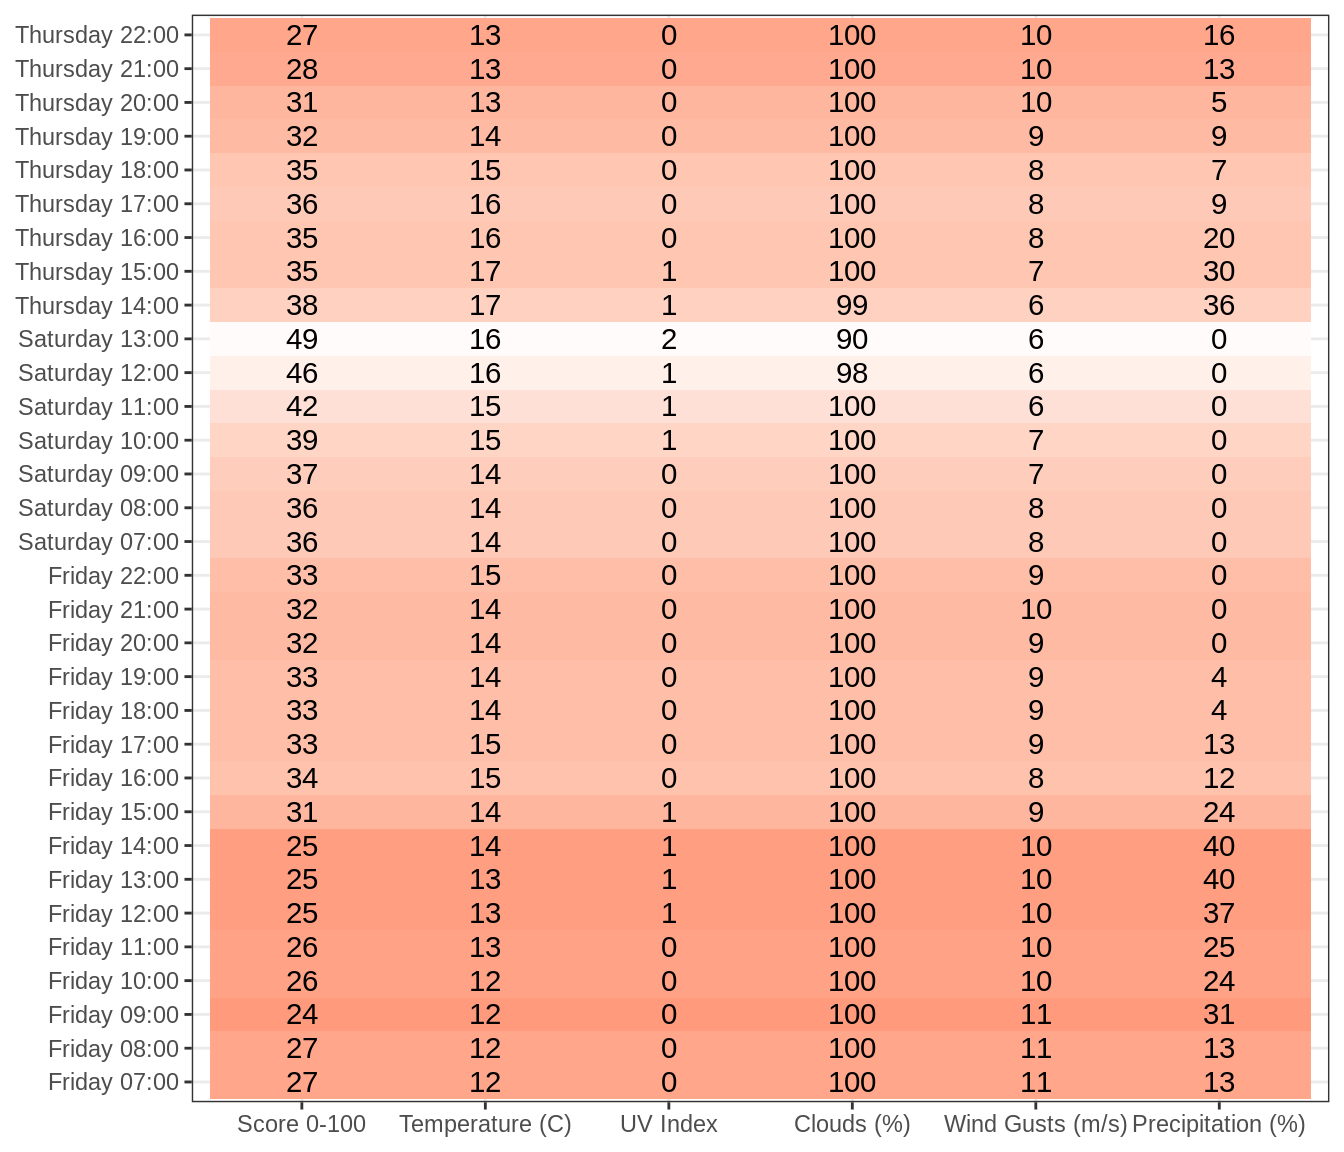 Thursday 22:00 27 13 0 100 10 16
Thursday 21:00 28 13 0 100 10 13
Thursday 20:00 31 13 0 100 10 5
Thursday 19:00 32 14 0 100 9 9
Thursday 18:00 35 15 0 100 8 7
Thursday 17:00 36 16 0 100 8 9
Thursday 16:00 35 16 0 100 8 20
Thursday 15:00 35 17 1 100 7 30
Thursday 14:00 38 17 1 99 6 36
Saturday 13:00 49 16 2 90 6 0
Saturday 12:00 46 16 1 98 6 0
Saturday 11:00 42 15 1 100 6 0
Saturday 10:00 39 15 1 100 7 0
Saturday 09:00 37 14 0 100 7 0
Saturday 08:00 36 14 0 100 8 0
Saturday 07:00 36 14 0 100 8 0
Friday 22:00 33 15 0 100 9 0
Friday 21:00 32 14 0 100 10 0
Friday 20:00 32 14 0 100 9 0
Friday 19:00 33 14 0 100 9 4
Friday 18:00 33 14 0 100 9 4
Friday 17:00 33 15 0 100 9 13
Friday 16:00 34 15 0 100 8 12
Friday 15:00 31 14 1 100 9 24
Friday 14:00 25 14 1 100 10 40
Friday 13:00 25 13 1 100 10 40
Friday 12:00 25 13 1 100 10 37
Friday 11:00 26 13 0 100 10 25
Friday 10:00 26 12 0 100 10 24
Friday 09:00 24 12 0 100 11 31
Friday 08:00 27 12 0 100 11 13
Friday 07:00 27 12 0 100 11 13
Score 0-100 Temperature (C) UV Index Clouds (%) Wind Gusts (m/s) Precipitation (%)